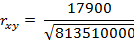 r_xy = 17900 / √813510000